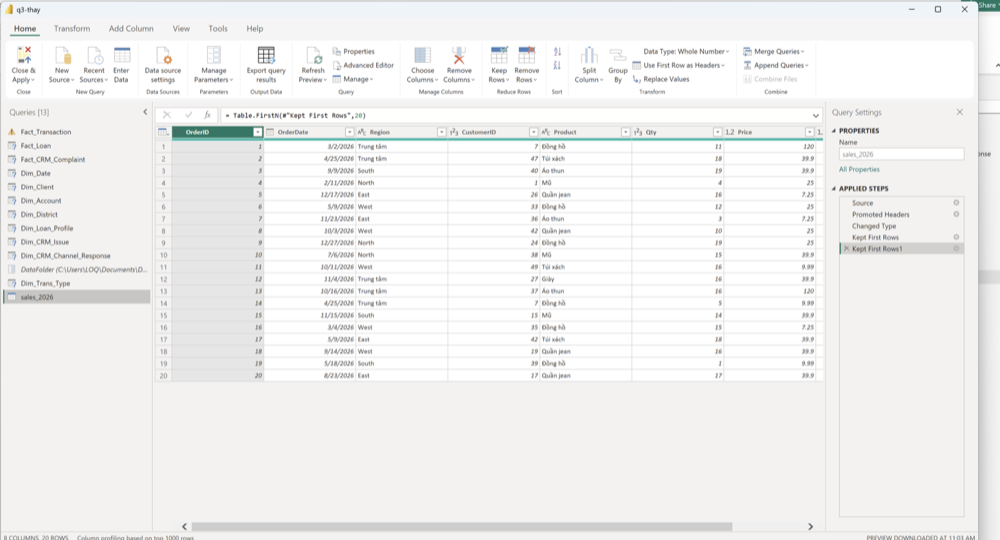 q3-thay
Share
Home Transform Add Column View Tools Help
Close & Apply
New Source
Recent Sources
Enter Data
Data source settings
Manage Parameters
Export query results
Refresh Preview
Properties
Advanced Editor
Manage
Choose Columns
Remove Columns
Keep Rows
Remove Rows
Split Column
Group By
Data Type: Whole Number
Use First Row as Headers
Replace Values
Merge Queries
Append Queries
Combine Files
Close New Query Data Sources Parameters Output Data Query Manage Columns Reduce Rows Sort Transform Combine
Queries [13]
Fact_Transaction
Fact_Loan
Fact_CRM_Complaint
Dim_Date
Dim_Client
Dim_Account
Dim_District
Dim_Loan_Profile
Dim_CRM_Issue
Dim_CRM_Channel_Response
DataFolder (C:\Users\LOQ\Documents\D...
Dim_Trans_Type
sales_2026
fx = Table.FirstN(#"Kept First Rows",20)
OrderID OrderDate Region CustomerID Product Qty Price
1 1 3/2/2026 Trung tâm 7 Đồng hồ 11 120
2 2 4/25/2026 Trung tâm 47 Túi xách 18 39.9
3 3 9/9/2026 South 40 Áo thun 19 39.9
4 4 2/11/2026 North 1 Mũ 4 25
5 5 12/17/2026 East 26 Quần jean 16 7.25
6 6 5/9/2026 West 33 Đồng hồ 12 25
7 7 11/23/2026 East 36 Áo thun 3 7.25
8 8 10/3/2026 West 42 Quần jean 10 25
9 9 12/27/2026 North 24 Đồng hồ 19 25
10 10 7/6/2026 North 38 Mũ 15 39.9
11 11 10/11/2026 West 49 Túi xách 16 9.99
12 12 11/4/2026 Trung tâm 27 Giày 16 39.9
13 13 10/16/2026 Trung tâm 37 Áo thun 16 120
14 14 4/25/2026 Trung tâm 7 Đồng hồ 5 9.99
15 15 11/15/2026 South 15 Mũ 14 39.9
16 16 3/4/2026 West 35 Đồng hồ 15 7.25
17 17 5/9/2026 East 42 Túi xách 18 39.9
18 18 9/14/2026 West 19 Quần jean 16 39.9
19 19 5/18/2026 South 39 Đồng hồ 1 9.99
20 20 8/23/2026 East 17 Quần jean 17 39.9
Query Settings
PROPERTIES
Name
sales_2026
All Properties
APPLIED STEPS
Source
Promoted Headers
Changed Type
Kept First Rows
Kept First Rows1
8 COLUMNS, 20 ROWS Column profiling based on top 1000 rows
PREVIEW DOWNLOADED AT 11:03 AM